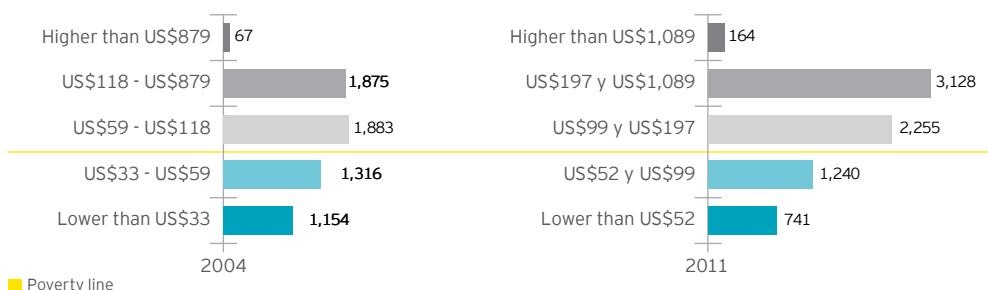 Higher than US$879 67
US$118 - US$879 1,875
US$59 - US$118 1,883
US$33 - US$59 1,316
Lower than US$33 1,154
2004
Higher than US$1,089 164
US$197 y US$1,089 3,128
US$99 y US$197 2,255
US$52 y US$99 1,240
Lower than US$52 741
2011
Poverty line